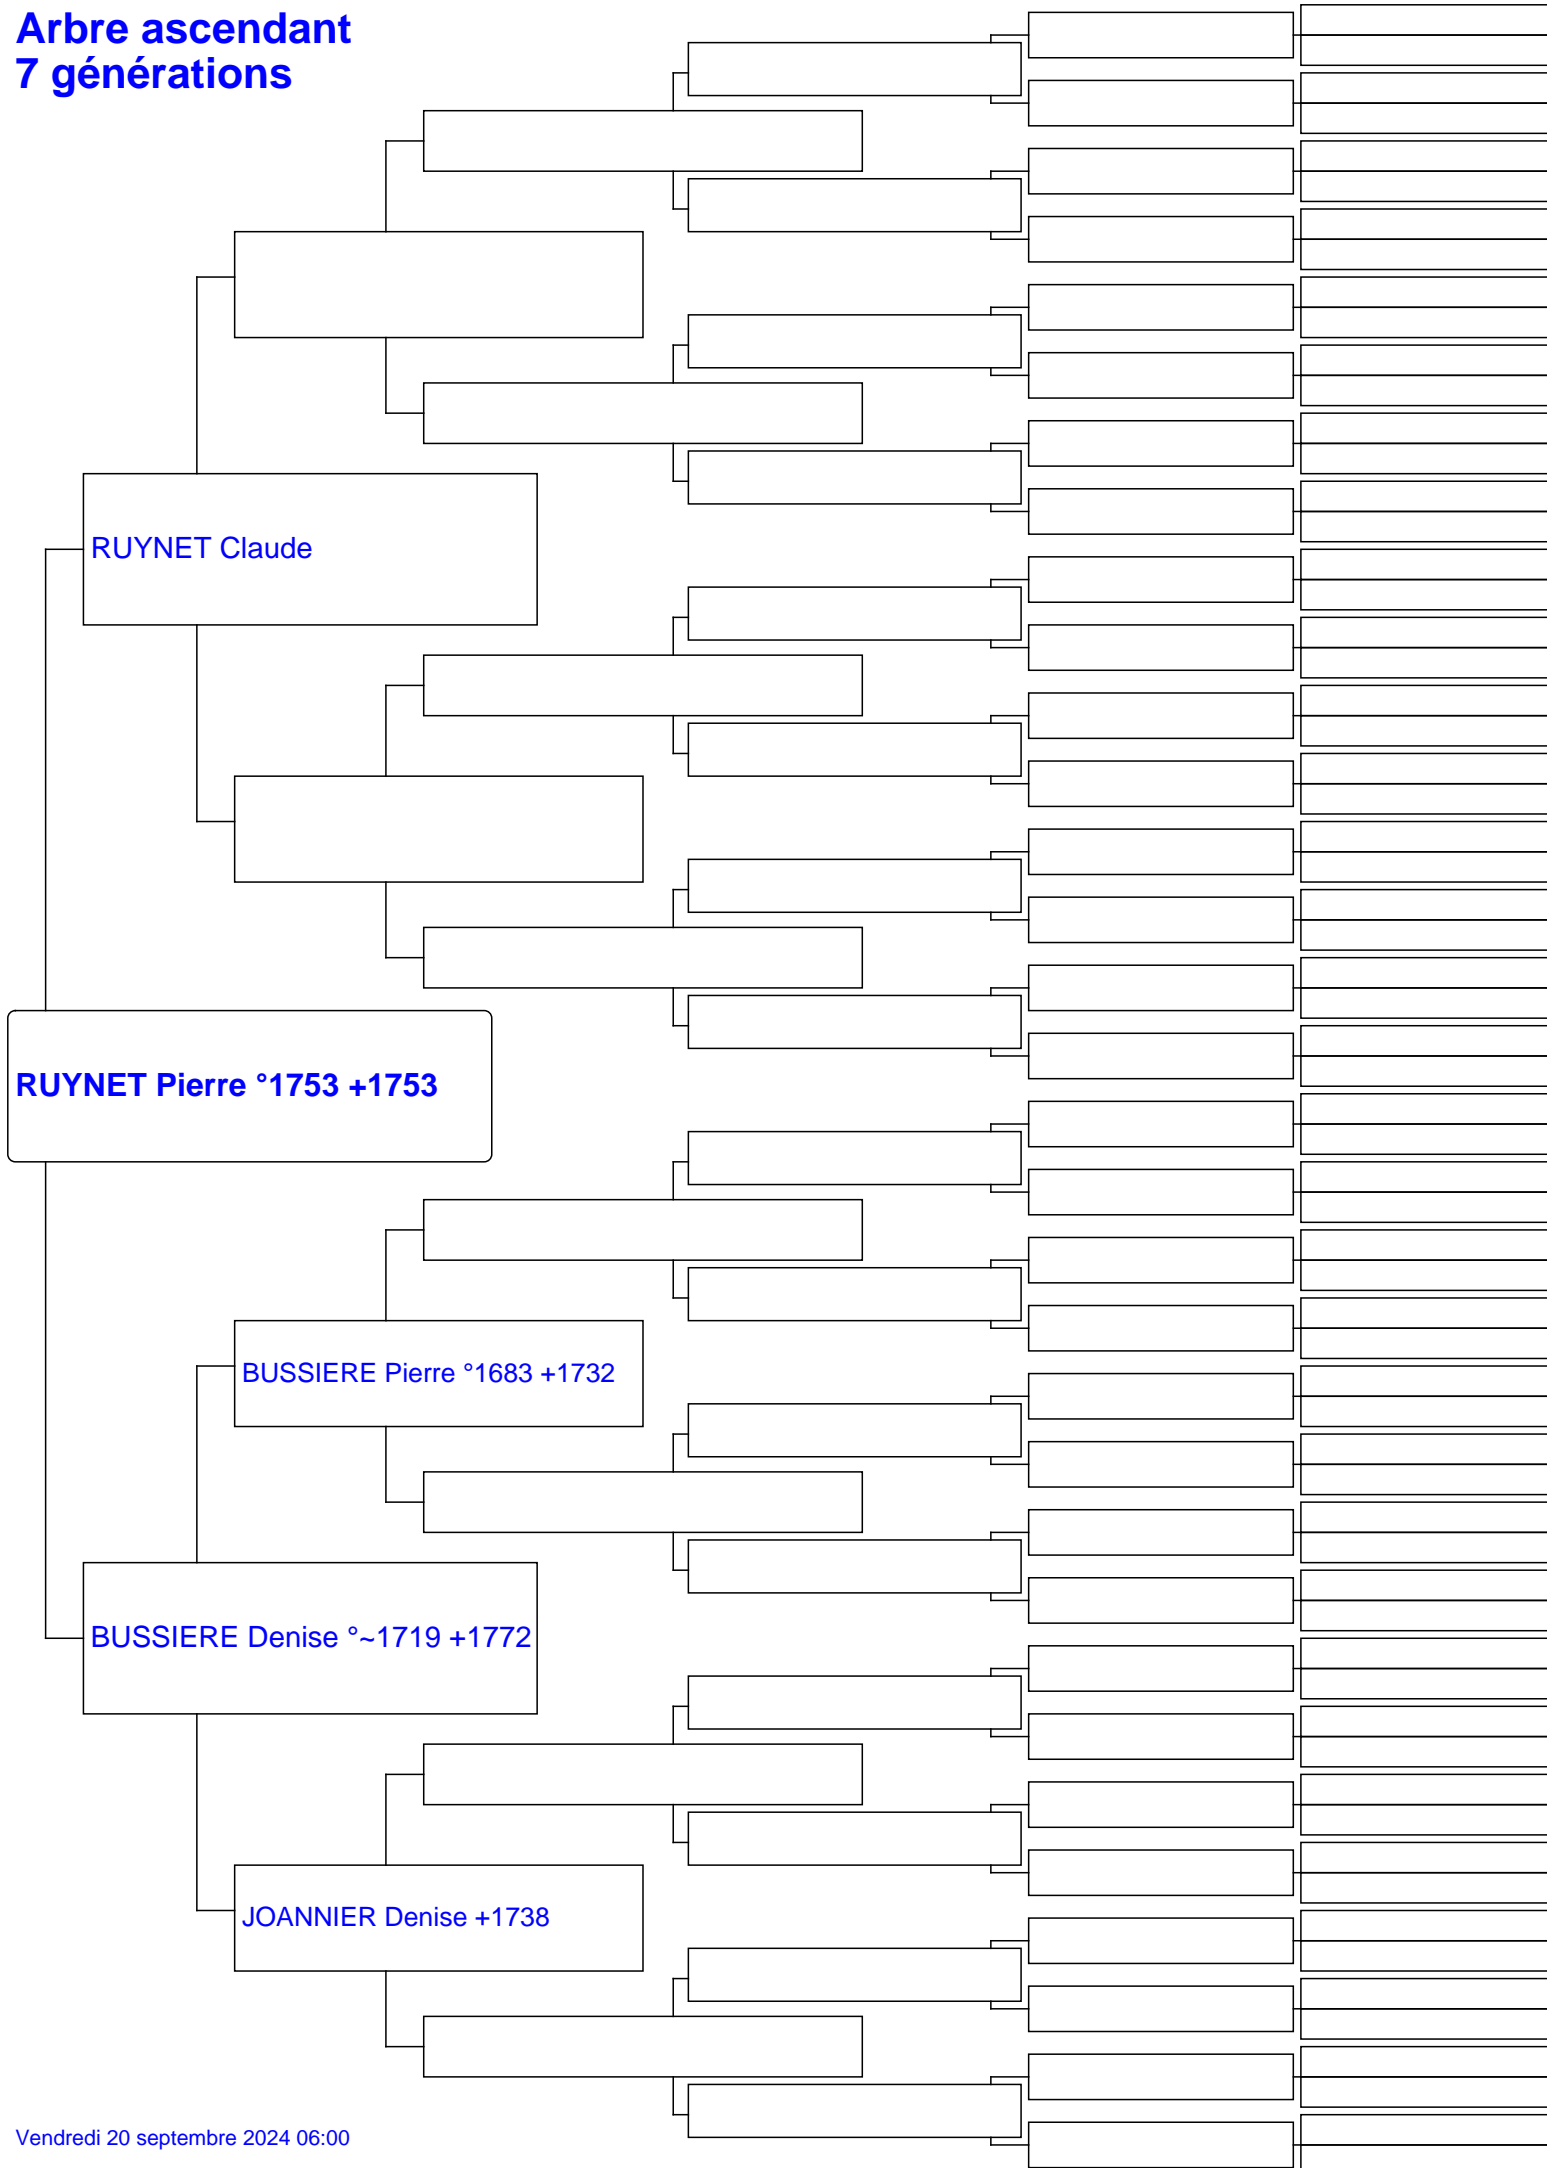 Arbre ascendant
7 générations
RUYNET Claude
RUYNET Pierre °1753 +1753
BUSSIERE Pierre °1683 +1732
BUSSIERE Denise °~1719 +1772
JOANNIER Denise +1738
Vendredi 20 septembre 2024 06:00